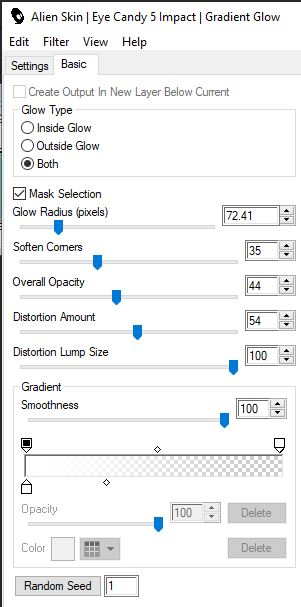 Alien Skin | Eye Candy 5 Impact | Gradient Glow
Edit Filter View Help
Settings Basic
Create Output In New Layer Below Current
Glow Type
Inside Glow
Outside Glow
Both
Mask Selection
Glow Radius (pixels)
72.41
Soften Corners
35
Overall Opacity
44
Distortion Amount
54
Distortion Lump Size
100
Gradient
Smoothness
100
Opacity
100 Delete
Color Delete
Random Seed 1